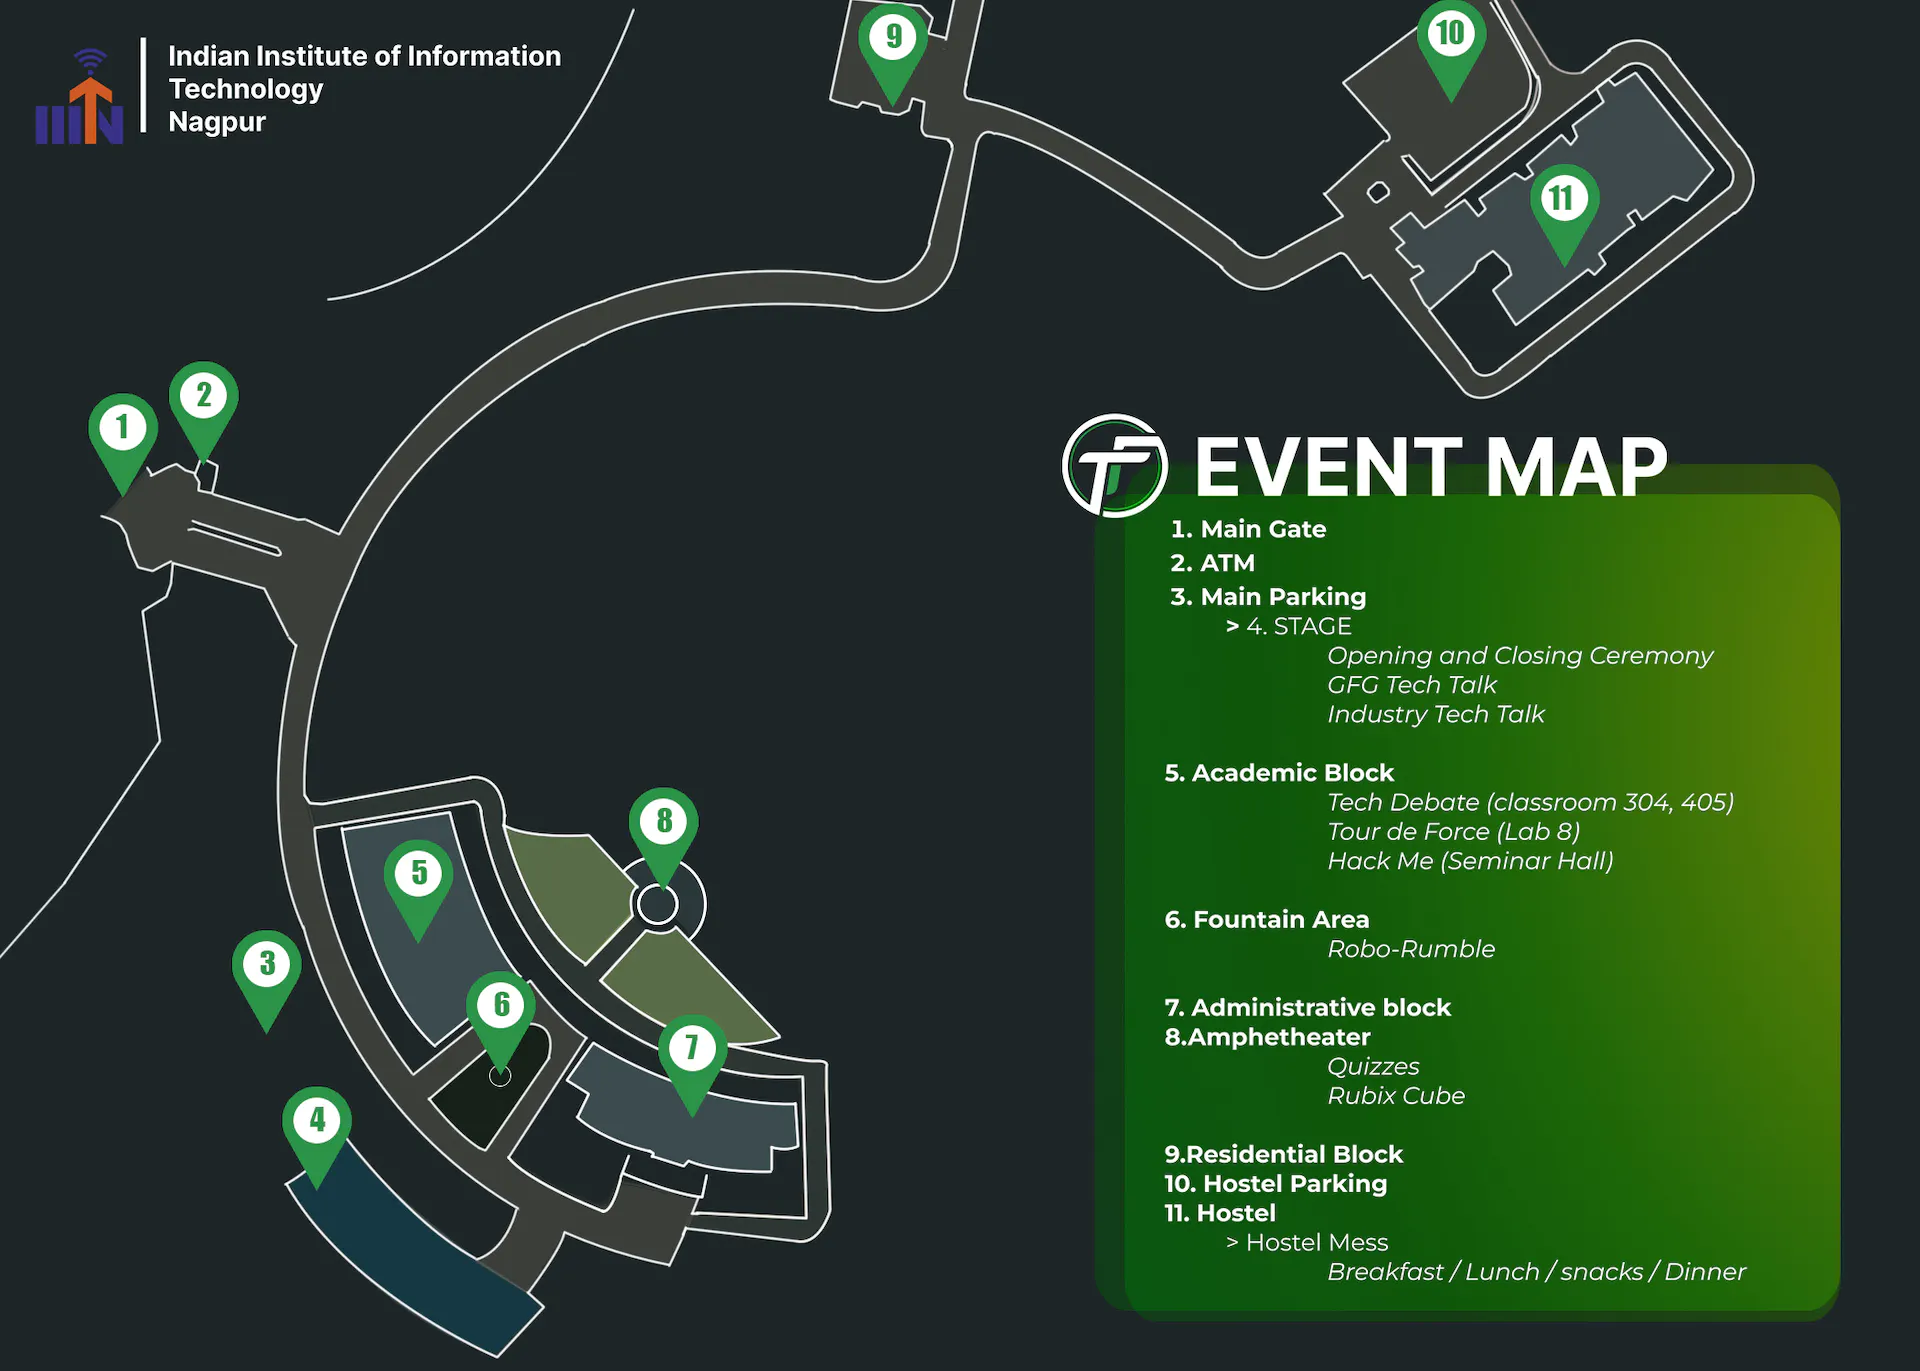 Indian Institute of Information
Technology
Nagpur
9
10
11
1
2
EVENT MAP
1. Main Gate
2. ATM
3. Main Parking
> 4. STAGE
Opening and Closing Ceremony
GFG Tech Talk
Industry Tech Talk
5. Academic Block
Tech Debate (classroom 304, 405)
Tour de Force (Lab 8)
Hack Me (Seminar Hall)
6. Fountain Area
Robo-Rumble
7. Administrative block
8.Amphetheater
Quizzes
Rubix Cube
9.Residential Block
10. Hostel Parking
11. Hostel
> Hostel Mess
Breakfast / Lunch / snacks / Dinner
8
5
3
6
7
4